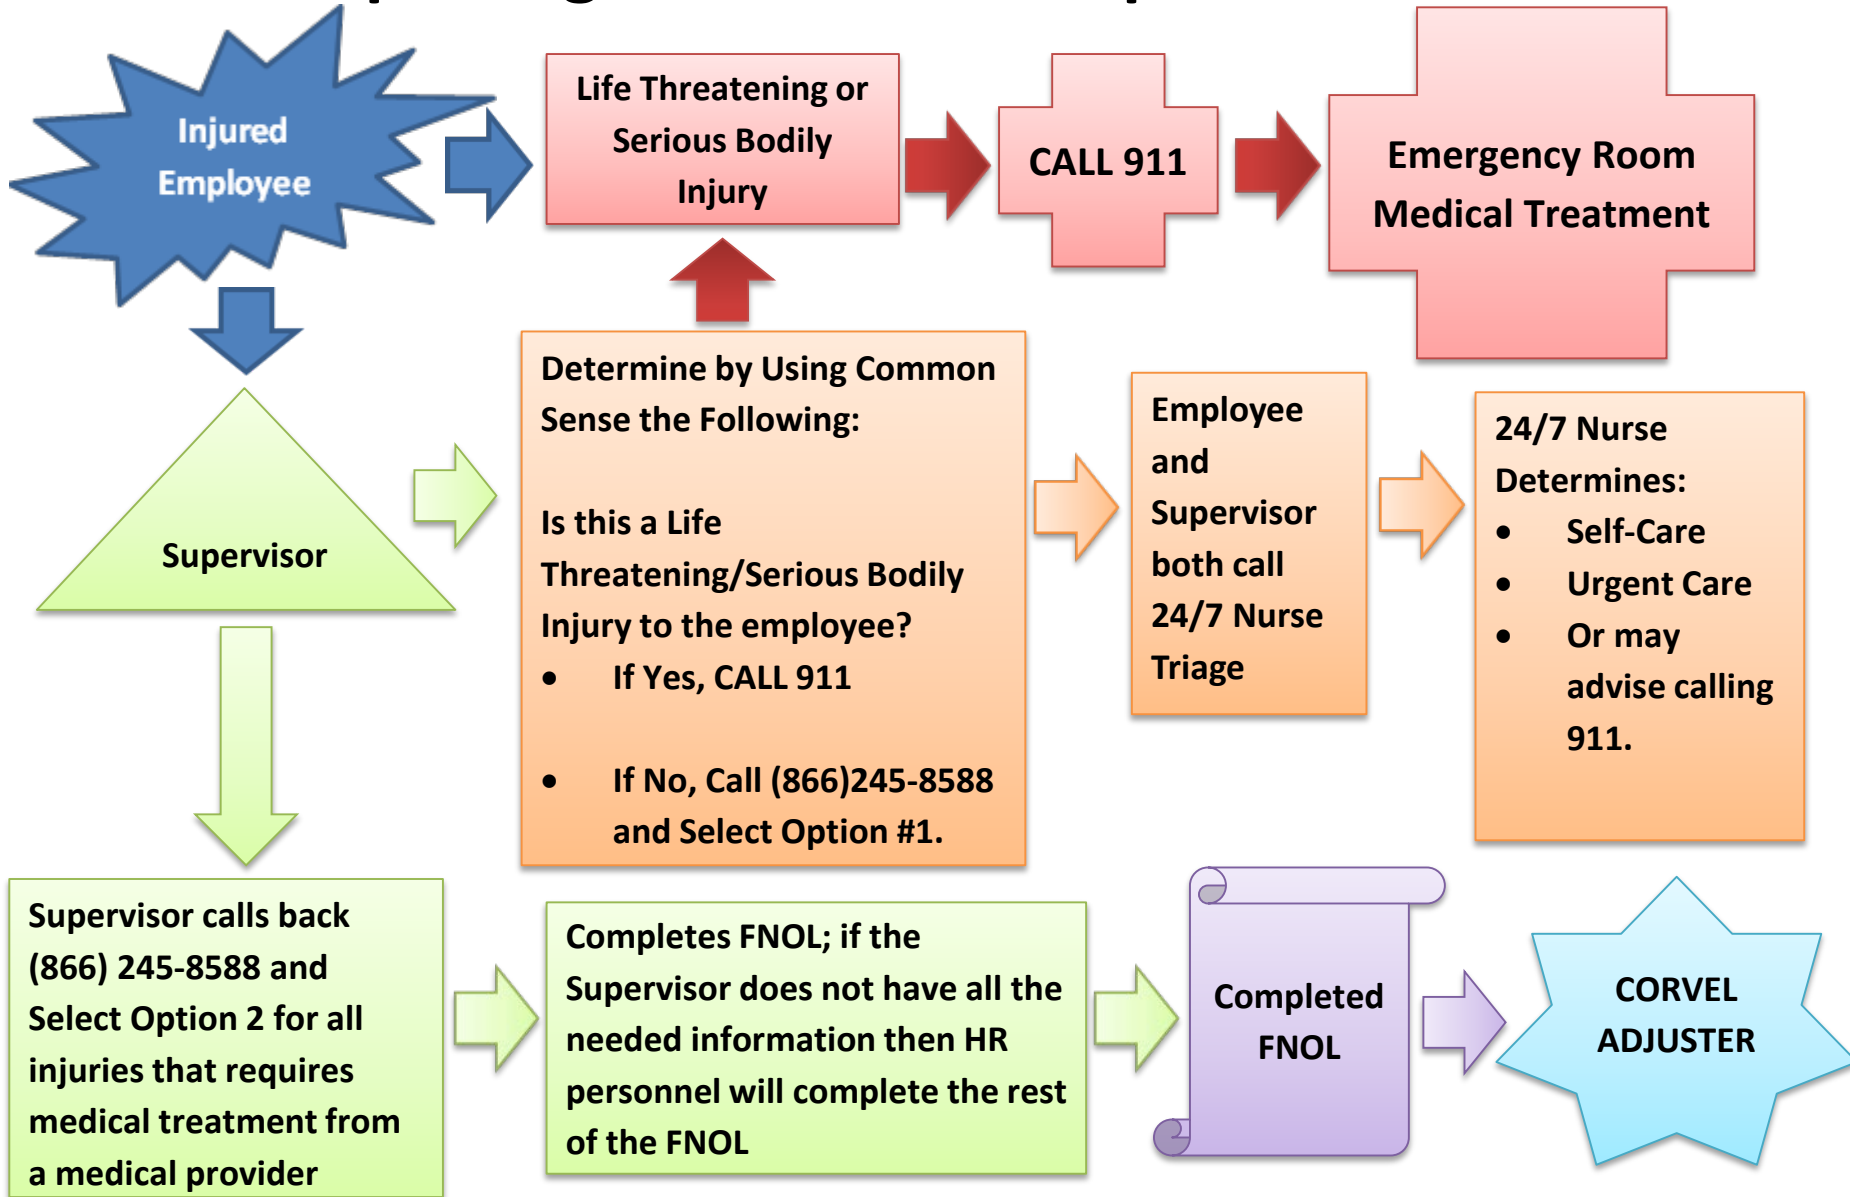 Injured
Employee
Life Threatening or
Serious Bodily
Injury
CALL 911
Emergency Room
Medical Treatment
Supervisor
Determine by Using Common
Sense the Following:
Is this a Life
Threatening/Serious Bodily
Injury to the employee?
• If Yes, CALL 911
• If No, Call (866)245-8588
and Select Option #1.
Employee
and
Supervisor
both call
24/7 Nurse
Triage
24/7 Nurse
Determines:
• Self-Care
• Urgent Care
• Or may
advise calling
911.
Supervisor calls back
(866) 245-8588 and
Select Option 2 for all
injuries that requires
medical treatment from
a medical provider
Completes FNOL; if the
Supervisor does not have all the
needed information then HR
personnel will complete the rest
of the FNOL
Completed
FNOL
CORVEL
ADJUSTER